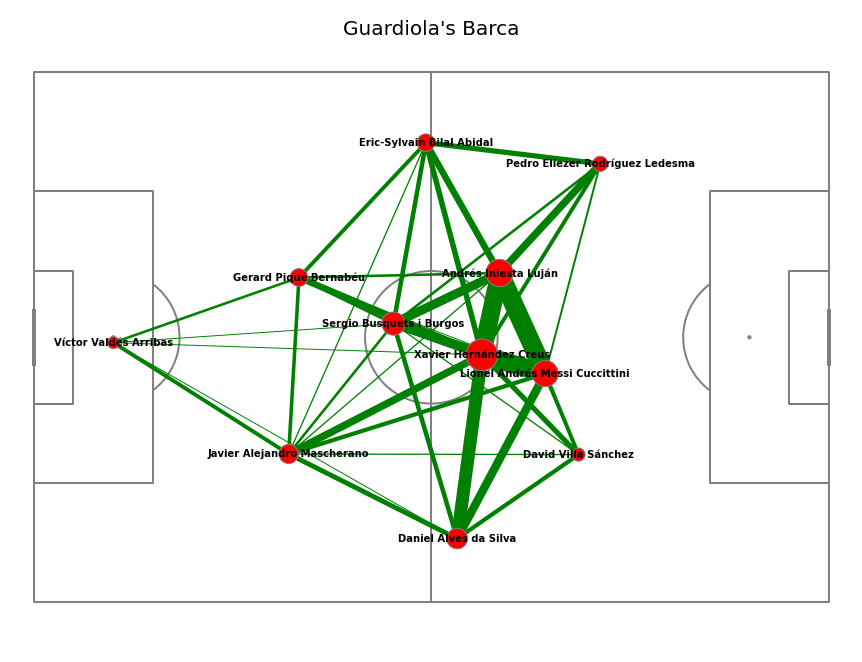 Guardiola's Barca
Eric-Sylvain Bilal Abidal
Pedro Eliezer Rodríguez Ledesma
Andrés Iniesta Luján
Gerard Piqué Bernabéu
Sergio Busquets i Burgos
Víctor Valdés Arribas
Xavier Hernández Creus
Lionel Andrés Messi Cuccittini
Javier Alejandro Mascherano
David Villa Sánchez
Daniel Alves da Silva